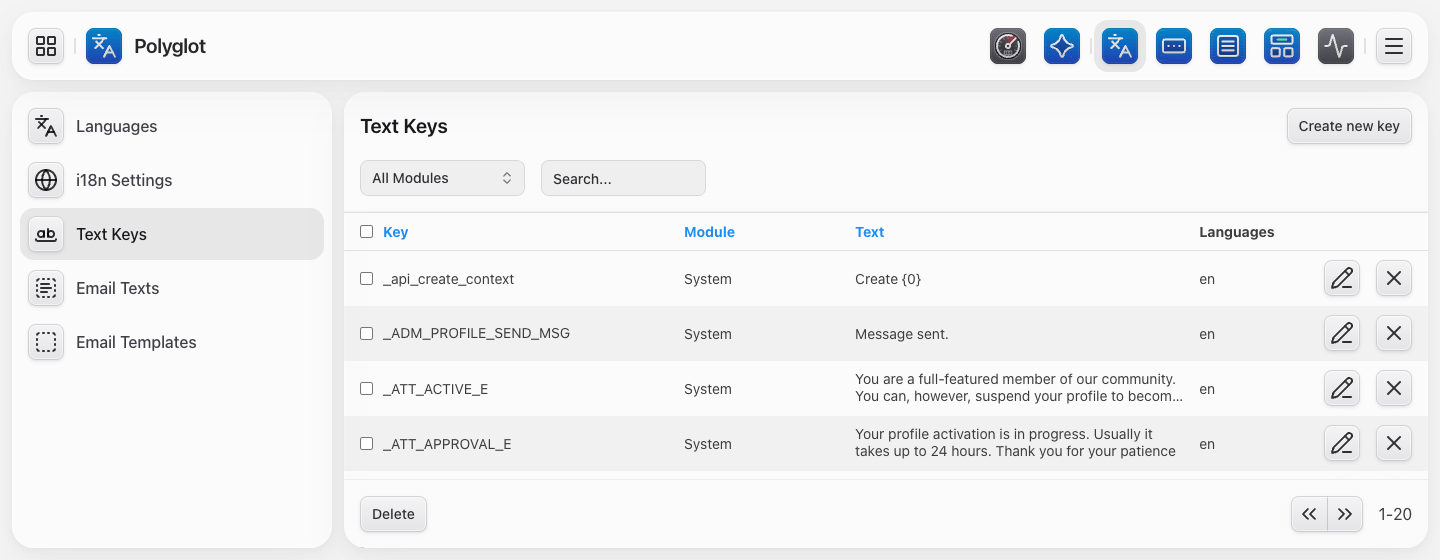 Polyglot
Languages
i18n Settings
Text Keys
Email Texts
Email Templates
Text Keys
Create new key
All Modules
Search...
Key Module Text Languages
_api_create_context System Create {0} en
_ADM_PROFILE_SEND_MSG System Message sent. en
_ATT_ACTIVE_E System You are a full-featured member of our community.
You can, however, suspend your profile to becom... en
_ATT_APPROVAL_E System Your profile activation is in progress. Usually it
takes up to 24 hours. Thank you for your patience en
Delete
1-20